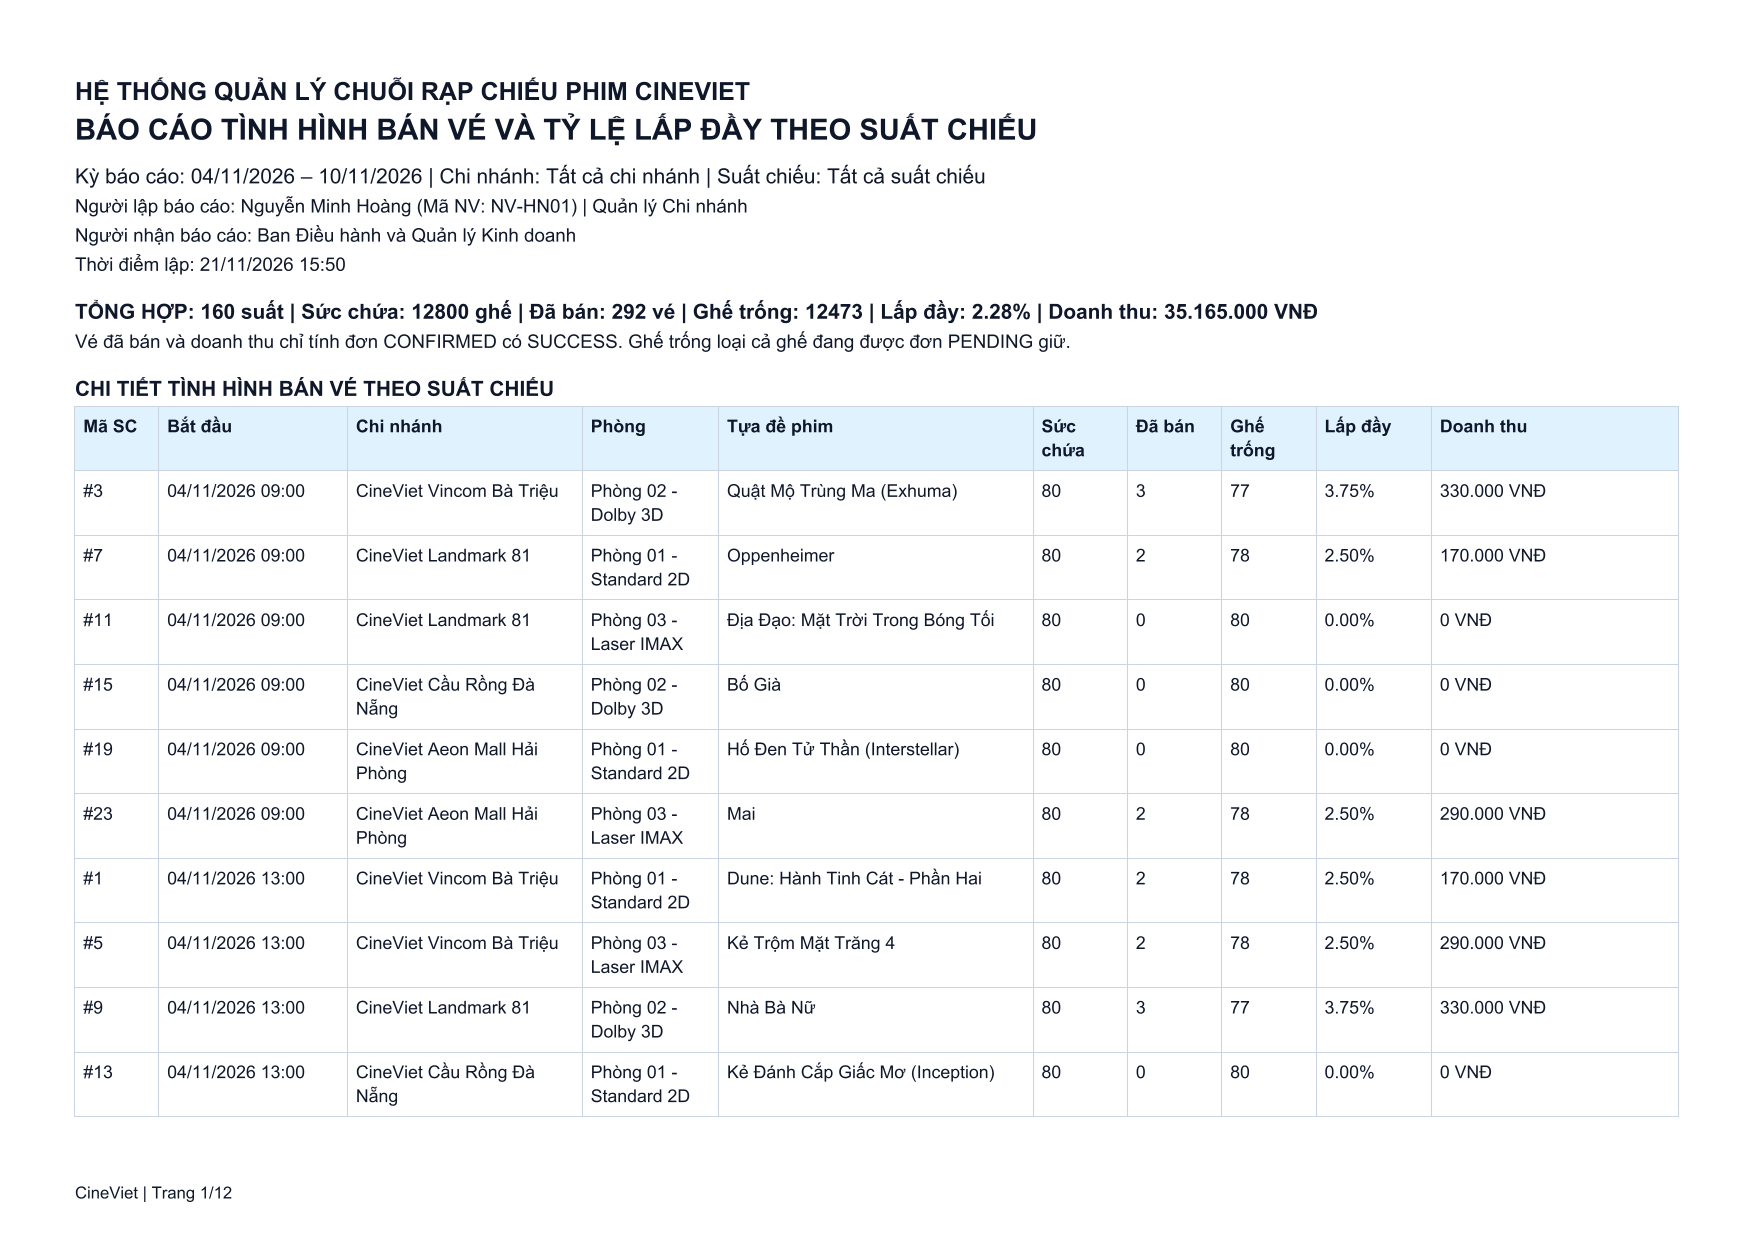 HỆ THỐNG QUẢN LÝ CHUỖI RẠP CHIẾU PHIM CINEVIET
BÁO CÁO TÌNH HÌNH BÁN VÉ VÀ TỶ LỆ LẤP ĐẦY THEO SUẤT CHIẾU
Kỳ báo cáo: 04/11/2026 – 10/11/2026 | Chi nhánh: Tất cả chi nhánh | Suất chiếu: Tất cả suất chiếu
Người lập báo cáo: Nguyễn Minh Hoàng (Mã NV: NV-HN01) | Quản lý Chi nhánh
Người nhận báo cáo: Ban Điều hành và Quản lý Kinh doanh
Thời điểm lập: 21/11/2026 15:50
TỔNG HỢP: 160 suất | Sức chứa: 12800 ghế | Đã bán: 292 vé | Ghế trống: 12473 | Lấp đầy: 2.28% | Doanh thu: 35.165.000 VNĐ
Vé đã bán và doanh thu chỉ tính đơn CONFIRMED có SUCCESS. Ghế trống loại cả ghế đang được đơn PENDING giữ.
CHI TIẾT TÌNH HÌNH BÁN VÉ THEO SUẤT CHIẾU
Mã SC Bắt đầu Chi nhánh Phòng Tựa đề phim Sức chứa Đã bán Ghế trống Lấp đầy Doanh thu
#3 04/11/2026 09:00 CineViet Vincom Bà Triệu Phòng 02 - Dolby 3D Quật Mộ Trùng Ma (Exhuma) 80 3 77 3.75% 330.000 VNĐ
#7 04/11/2026 09:00 CineViet Landmark 81 Phòng 01 - Standard 2D Oppenheimer 80 2 78 2.50% 170.000 VNĐ
#11 04/11/2026 09:00 CineViet Landmark 81 Phòng 03 - Laser IMAX Địa Đạo: Mặt Trời Trong Bóng Tối 80 0 80 0.00% 0 VNĐ
#15 04/11/2026 09:00 CineViet Cầu Rồng Đà Nẵng Phòng 02 - Dolby 3D Bố Già 80 0 80 0.00% 0 VNĐ
#19 04/11/2026 09:00 CineViet Aeon Mall Hải Phòng Phòng 01 - Standard 2D Hố Đen Tử Thần (Interstellar) 80 0 80 0.00% 0 VNĐ
#23 04/11/2026 09:00 CineViet Aeon Mall Hải Phòng Phòng 03 - Laser IMAX Mai 80 2 78 2.50% 290.000 VNĐ
#1 04/11/2026 13:00 CineViet Vincom Bà Triệu Phòng 01 - Standard 2D Dune: Hành Tinh Cát - Phần Hai 80 2 78 2.50% 170.000 VNĐ
#5 04/11/2026 13:00 CineViet Vincom Bà Triệu Phòng 03 - Laser IMAX Kẻ Trộm Mặt Trăng 4 80 2 78 2.50% 290.000 VNĐ
#9 04/11/2026 13:00 CineViet Landmark 81 Phòng 02 - Dolby 3D Nhà Bà Nữ 80 3 77 3.75% 330.000 VNĐ
#13 04/11/2026 13:00 CineViet Cầu Rồng Đà Nẵng Phòng 01 - Standard 2D Kẻ Đánh Cắp Giấc Mơ (Inception) 80 0 80 0.00% 0 VNĐ
CineViet | Trang 1/12